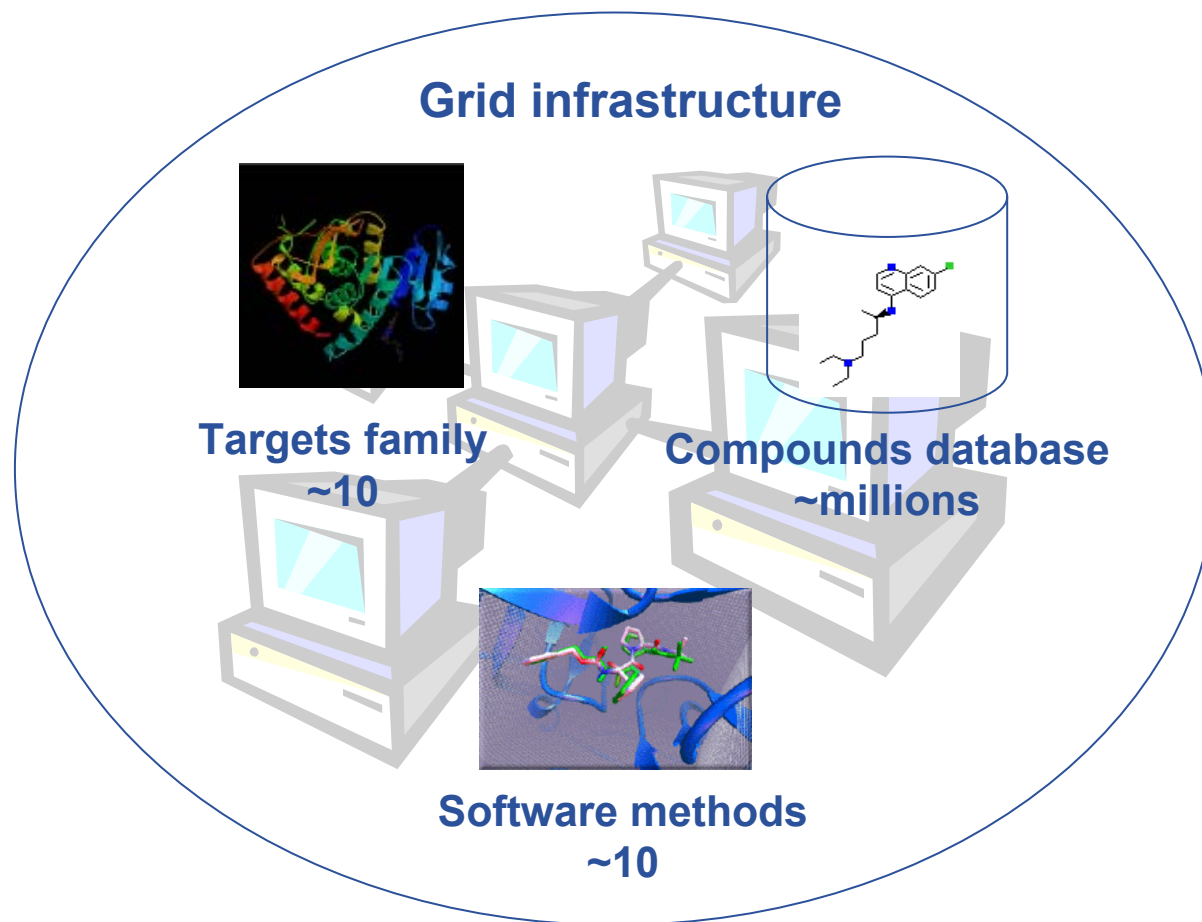 Grid infrastructure
Targets family
~10
Compounds database
~millions
Software methods
~10